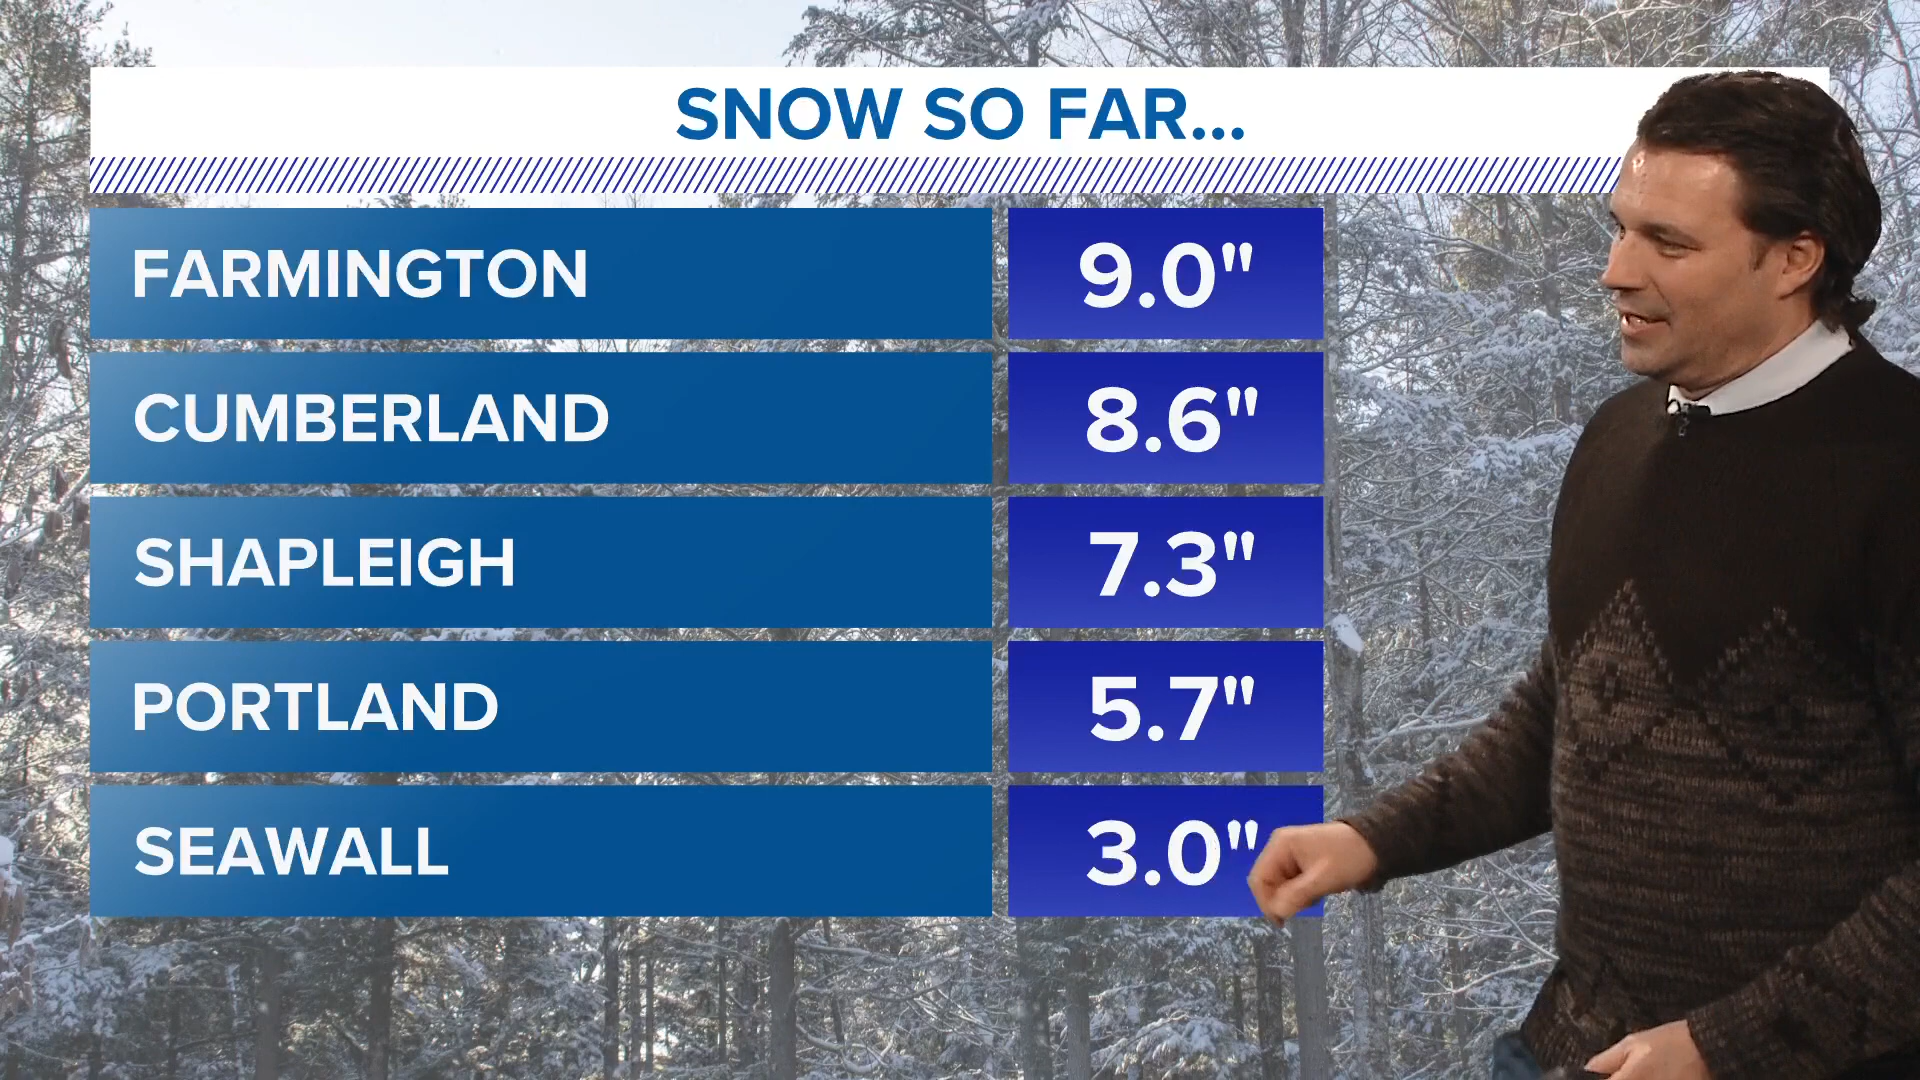 SNOW SO FAR...
FARMINGTON 9.0"
CUMBERLAND 8.6"
SHAPLEIGH 7.3"
PORTLAND 5.7"
SEAWALL 3.0"